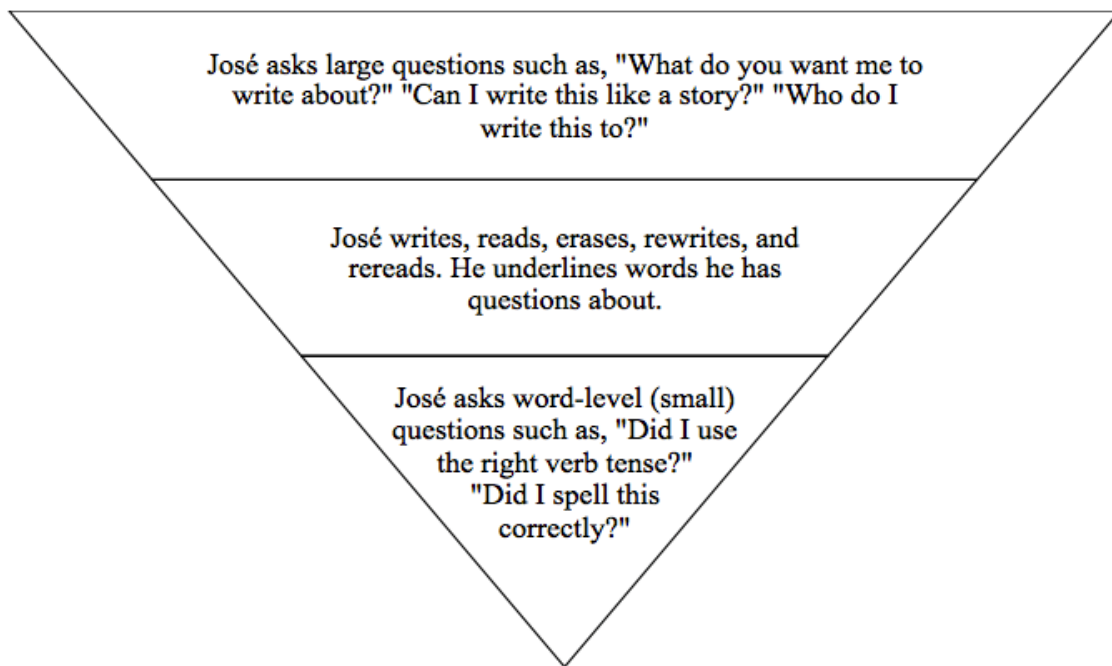 José asks large questions such as, "What do you want me to
write about?" "Can I write this like a story?" "Who do I
write this to?"
José writes, reads, erases, rewrites, and
rereads. He underlines words he has
questions about.
José asks word-level (small)
questions such as, "Did I use
the right verb tense?"
"Did I spell this
correctly?"